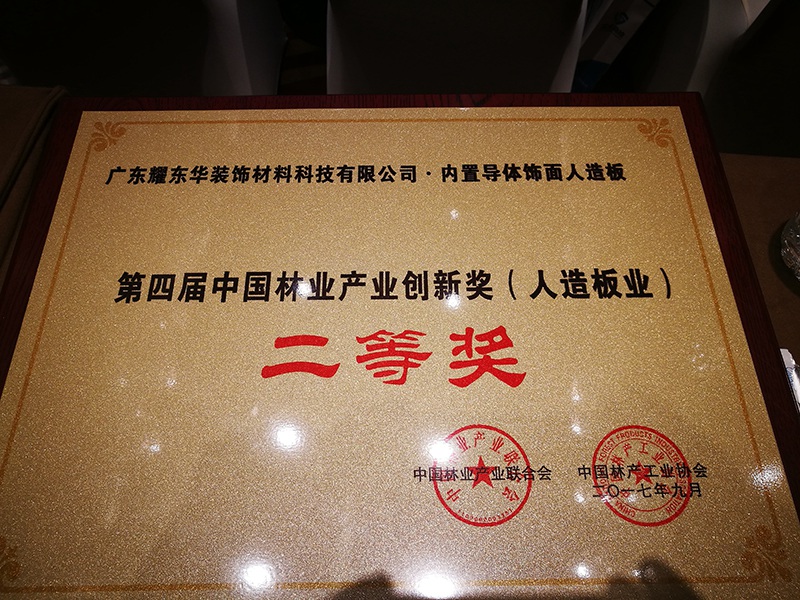 广东耀东华装饰材料科技有限公司·内置导体饰面人造板
第四届中国林业产业创新奖（人造板业）
二等奖
中国林业产业联合会
中国林产工业协会
二〇一七年九月